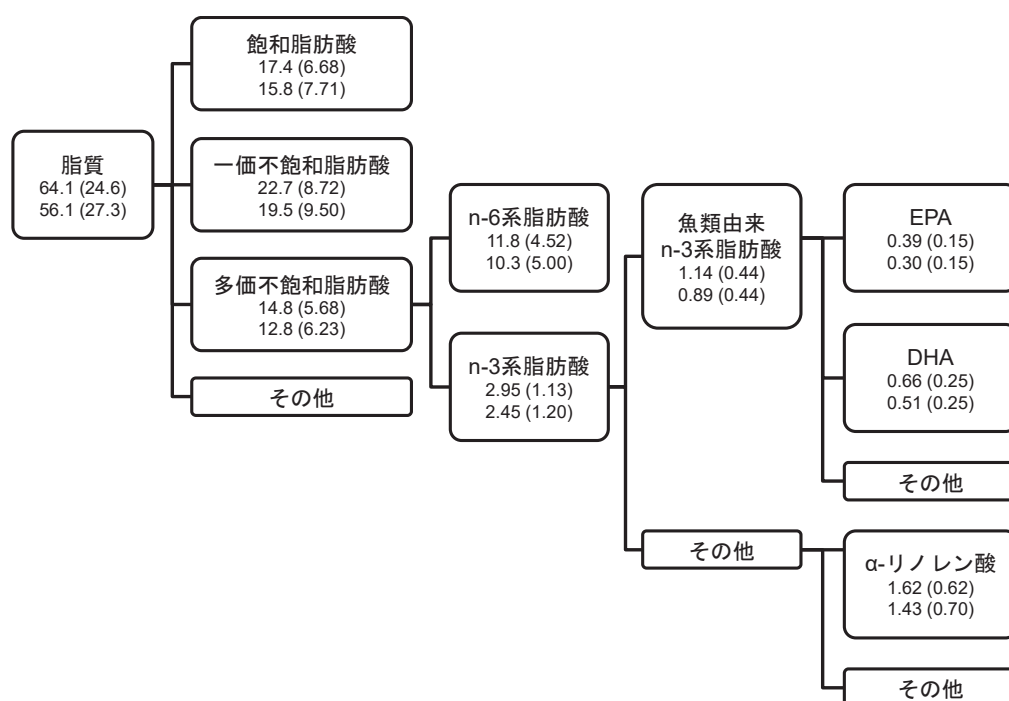 脂質
64.1 (24.6)
56.1 (27.3)
飽和脂肪酸
17.4 (6.68)
15.8 (7.71)
一価不飽和脂肪酸
22.7 (8.72)
19.5 (9.50)
多価不飽和脂肪酸
14.8 (5.68)
12.8 (6.23)
その他
n-6系脂肪酸
11.8 (4.52)
10.3 (5.00)
n-3系脂肪酸
2.95 (1.13)
2.45 (1.20)
魚類由来
n-3系脂肪酸
1.14 (0.44)
0.89 (0.44)
その他
EPA
0.39 (0.15)
0.30 (0.15)
DHA
0.66 (0.25)
0.51 (0.25)
その他
α-リノレン酸
1.62 (0.62)
1.43 (0.70)
その他